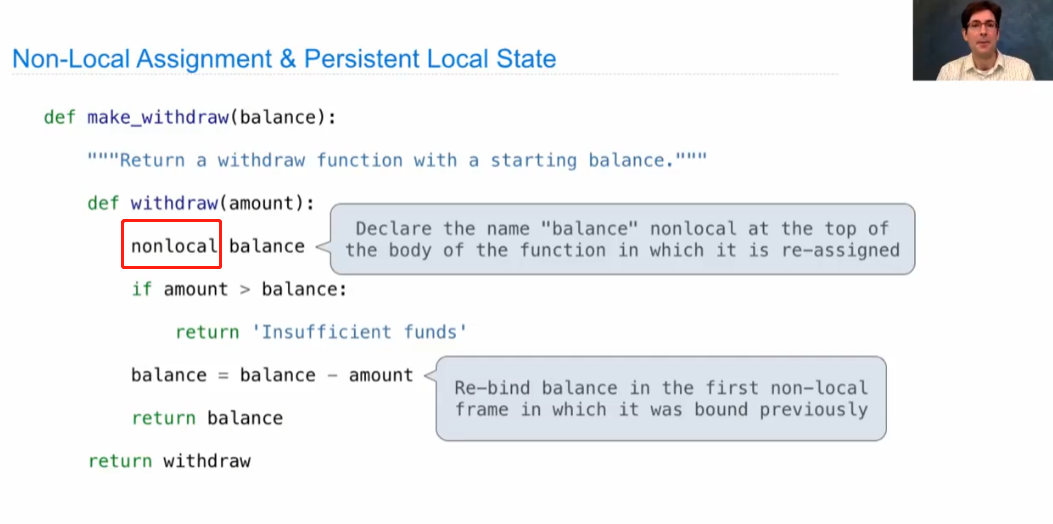 Non-Local Assignment & Persistent Local State
def make_withdraw(balance):
"""Return a withdraw function with a starting balance."""
def withdraw(amount):
nonlocal balance
Declare the name "balance" nonlocal at the top of
the body of the function in which it is re-assigned
if amount > balance:
return 'Insufficient funds'
balance = balance - amount
Re-bind balance in the first non-local
frame in which it was bound previously
return balance
return withdraw